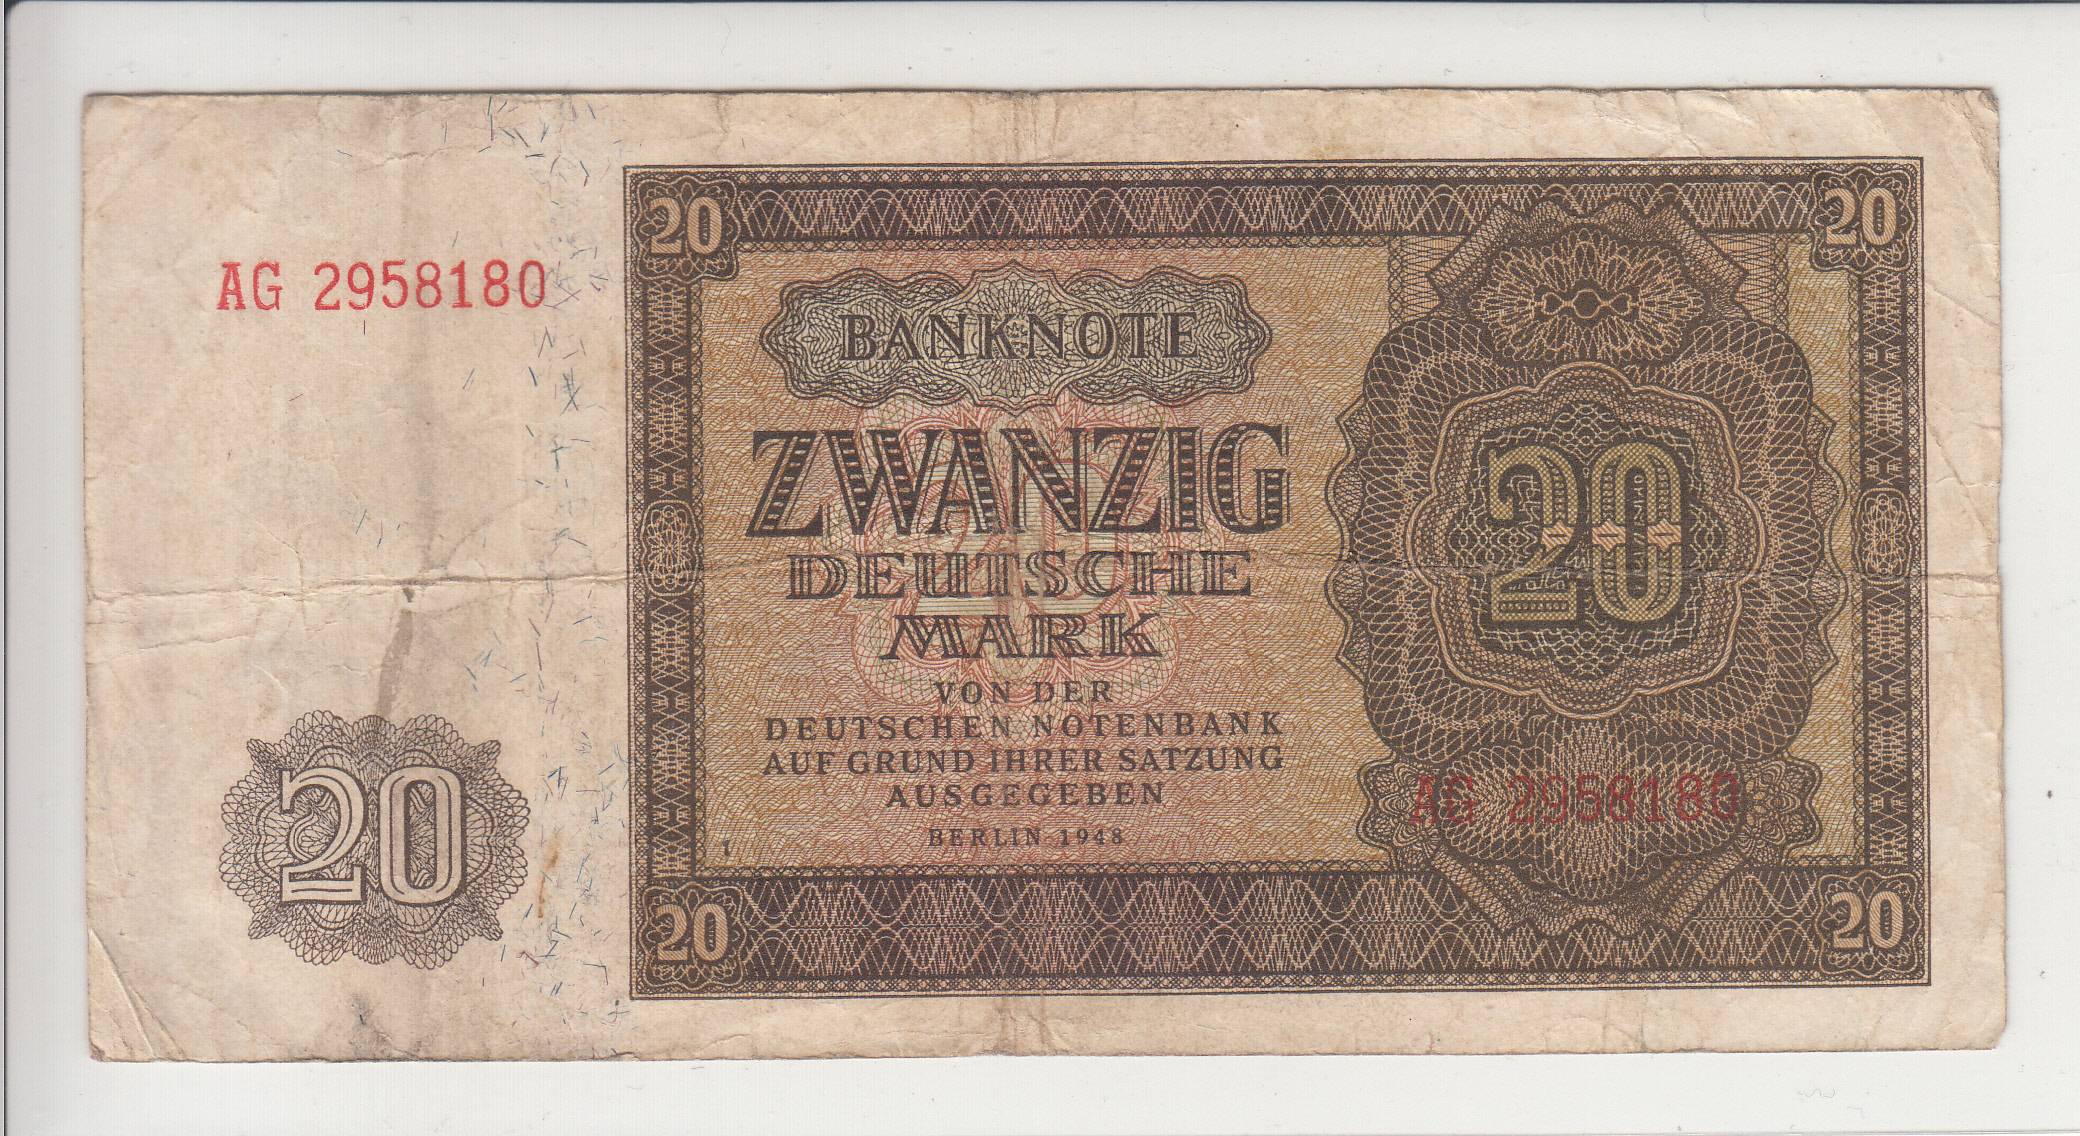 20
20
AG 2958180
BANKNOTE
ZWANZIG
20
DEUTSCHE
MARK
VON DER
DEUTSCHEN NOTENBANK
AUF GRUND IHRER SATZUNG
AUSGEGEBEN
AG 2958180
20
BERLIN 1948
1
20
20